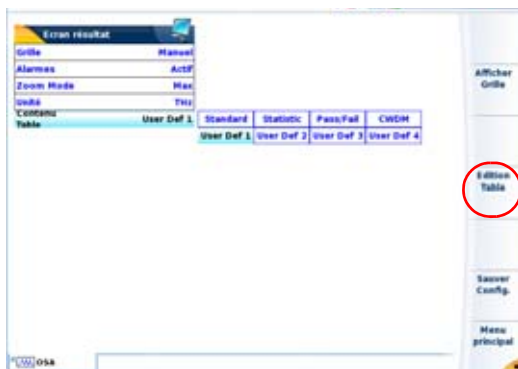 Ecran résultat
Grille Manuel
Alarmes Actif
Zoom Mode Max
Unité THz
Contenu
Table User Def 1
Standard Statistic Pass/Fail CWDM
User Def 1 User Def 2 User Def 3 User Def 4
Afficher
Grille
Edition
Table
Sauver
Config.
Menu
principal
OSA